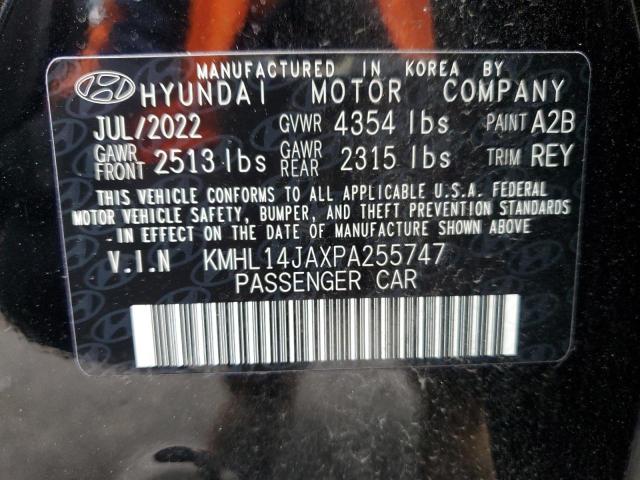 MANUFACTURED IN KOREA BY
HYUNDAI MOTOR COMPANY
JUL/2022 GVWR 4354 lbs PAINT A2B
GAWR FRONT 2513 lbs GAWR REAR 2315 lbs TRIM REY
THIS VEHICLE CONFORMS TO ALL APPLICABLE U.S.A. FEDERAL
MOTOR VEHICLE SAFETY, BUMPER, AND THEFT PREVENTION STANDARDS
IN EFFECT ON THE DATE OF MANUFACTURE SHOWN ABOVE.
V.I.N KMHL14JAXPA255747
PASSENGER CAR